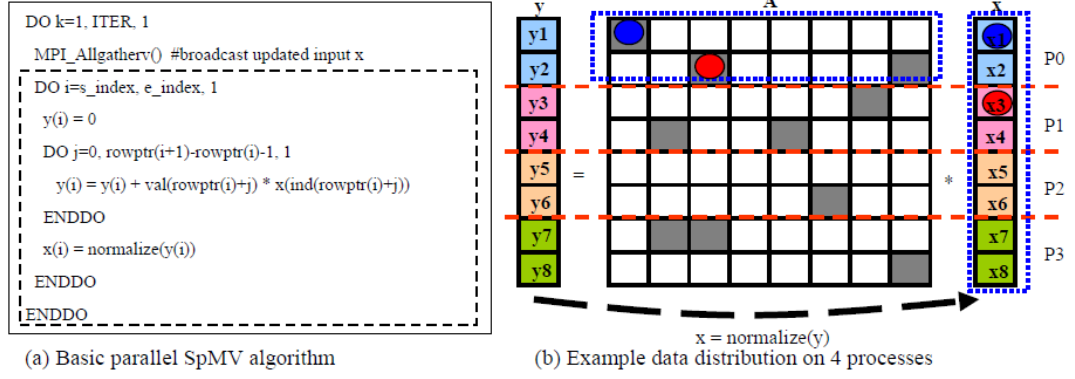 DO k=1, ITER, 1
MPI_Allgatherv() #broadcast updated input x
DO i=s_index, e_index, 1
y(i) = 0
DO j=0, rowptr(i+1)-rowptr(i)-1, 1
y(i) = y(i) + val(rowptr(i)+j) * x(ind(rowptr(i)+j))
ENDDO
x(i) = normalize(y(i))
ENDDO
ENDDO
(a) Basic parallel SpMV algorithm
y
A
x
y1
x1
y2
x2
P0
y3
x3
y4
x4
P1
y5
=
*
x5
y6
x6
P2
y7
x7
y8
x8
P3
x = normalize(y)
(b) Example data distribution on 4 processes